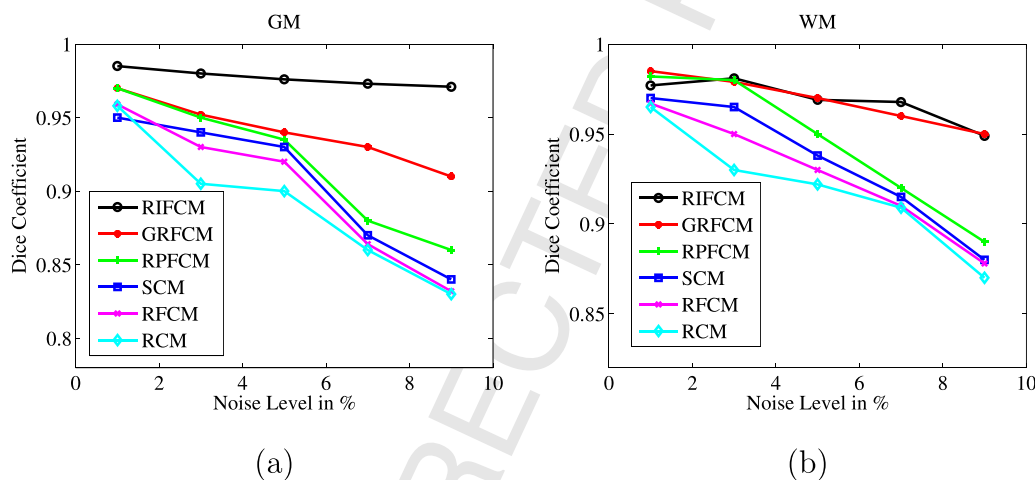 GM
1
0.95
0.9
0.85
0.8
Dice Coefficient
RIFCM
GRFCM
RPFCM
SCM
RFCM
RCM
0 2 4 6 8 10
Noise Level in %
(a)
WM
1
0.95
0.9
0.85
Dice Coefficient
RIFCM
GRFCM
RPFCM
SCM
RFCM
RCM
0 2 4 6 8 10
Noise Level in %
(b)
RECTED P